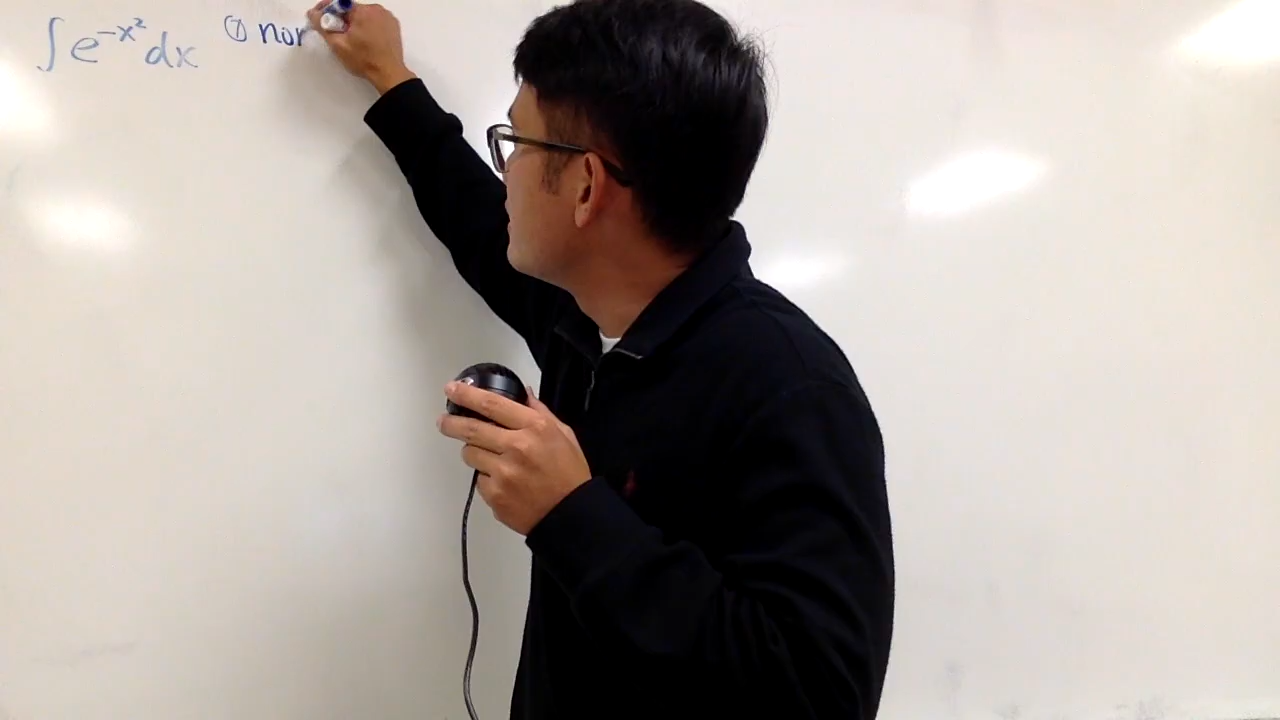 ∫e^{-x²}dx ① nor